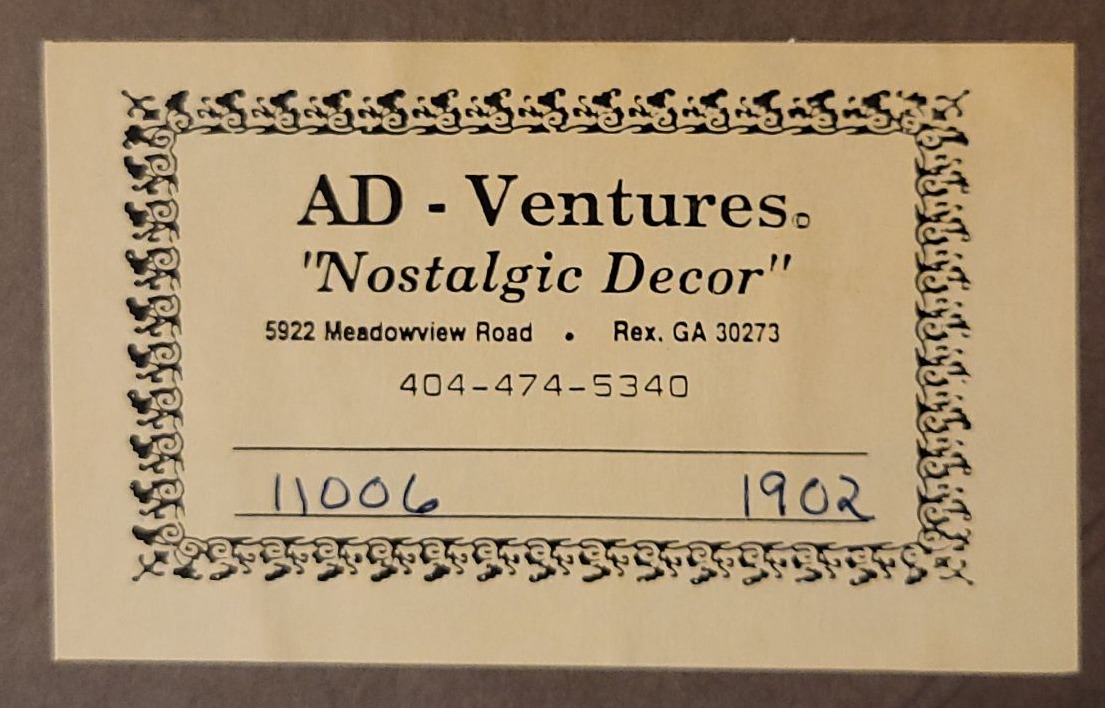 AD - Ventures©
"Nostalgic Decor"
5922 Meadowview Road • Rex, GA 30273
404-474-5340
11006 1902